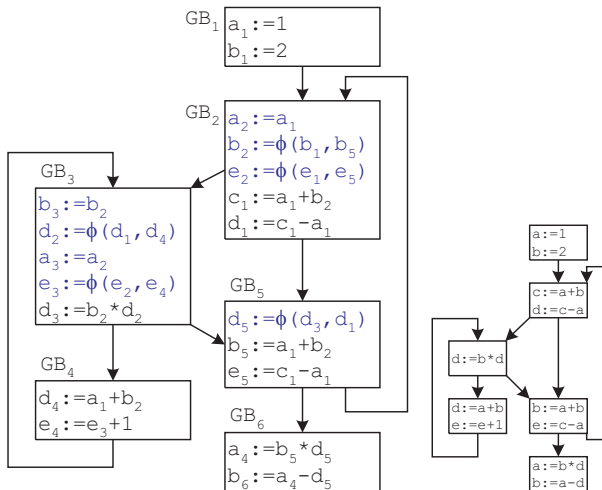 GB₁
a₁:=1
b₁:=2
GB₂
a₂:=a₁
b₂:=ϕ(b₁,b₅)
e₂:=ϕ(e₁,e₅)
c₁:=a₁+b₂
d₁:=c₁-a₁
GB₃
b₃:=b₂
d₂:=ϕ(d₁,d₄)
a₃:=a₂
e₃:=ϕ(e₂,e₄)
d₃:=b₂*d₂
GB₅
d₅:=ϕ(d₃,d₁)
b₅:=a₁+b₂
e₅:=c₁-a₁
GB₄
d₄:=a₁+b₂
e₄:=e₃+1
GB₆
a₄:=b₅*d₅
b₆:=a₄-d₅
a:=1
b:=2
c:=a+b
d:=c-a
d:=b*d
d:=a+b
e:=e+1
b:=a+b
e:=c-a
a:=b*d
b:=a-d